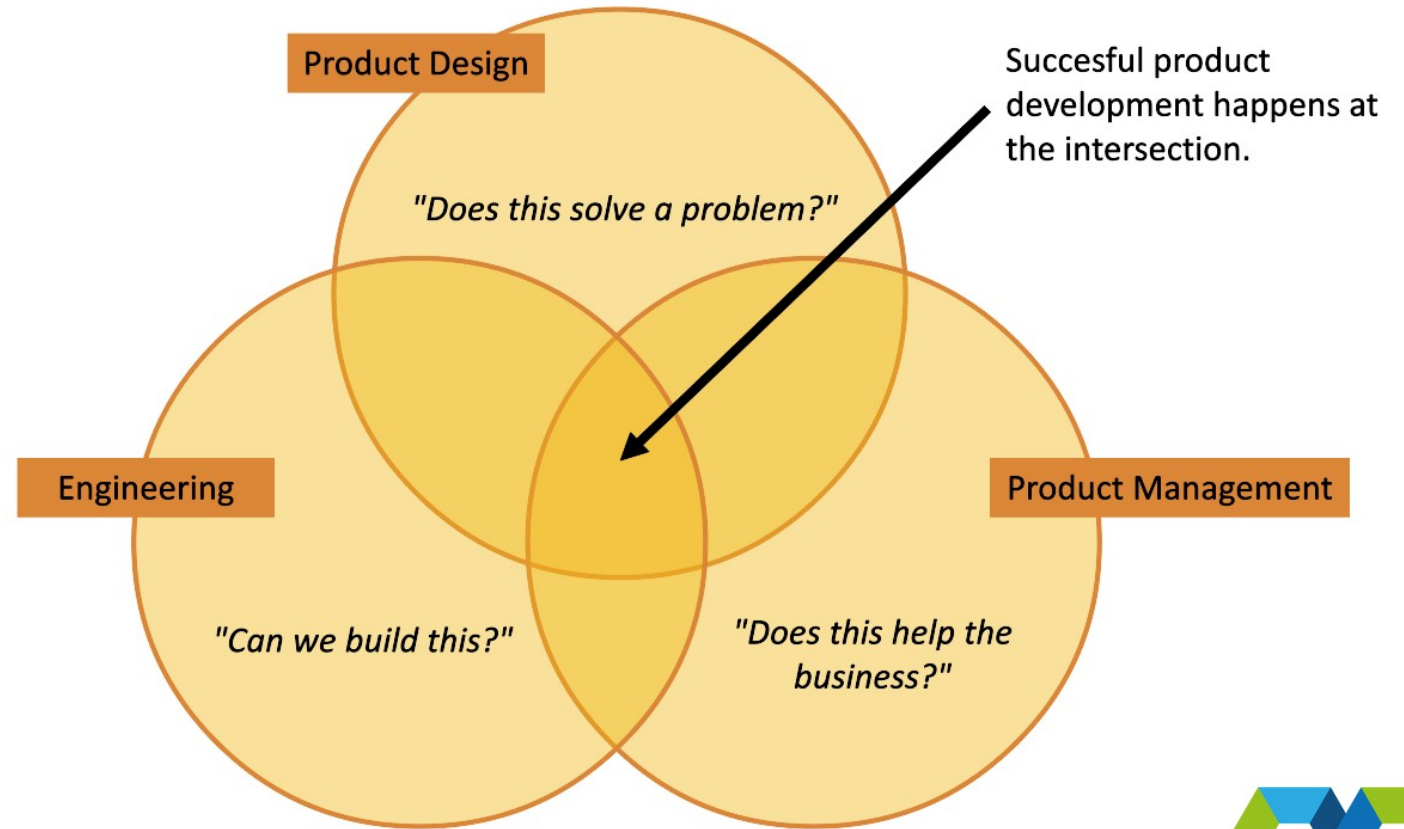 Product Design
Succesful product
development happens at
the intersection.
"Does this solve a problem?"
Engineering
Product Management
"Can we build this?"
"Does this help the
business?"